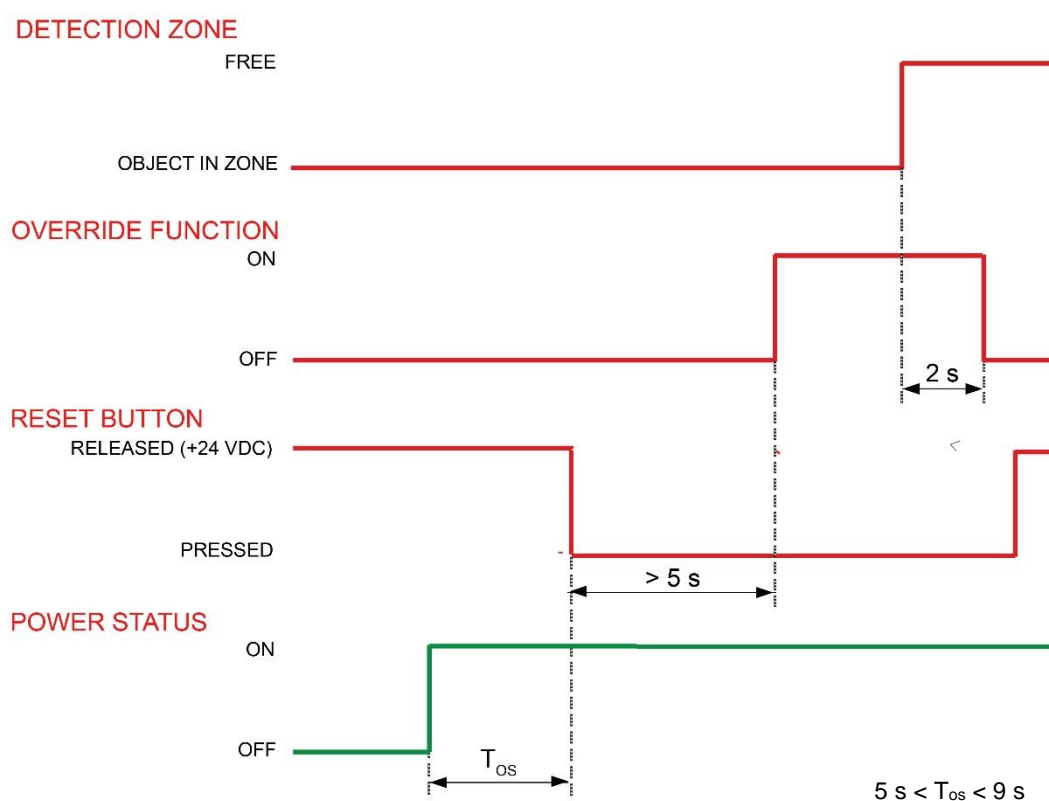 DETECTION ZONE
FREE
OBJECT IN ZONE
OVERRIDE FUNCTION
ON
OFF
2 s
RESET BUTTON
RELEASED (+24 VDC)
PRESSED
> 5 s
POWER STATUS
ON
OFF
Tos
5 s < Tos < 9 s